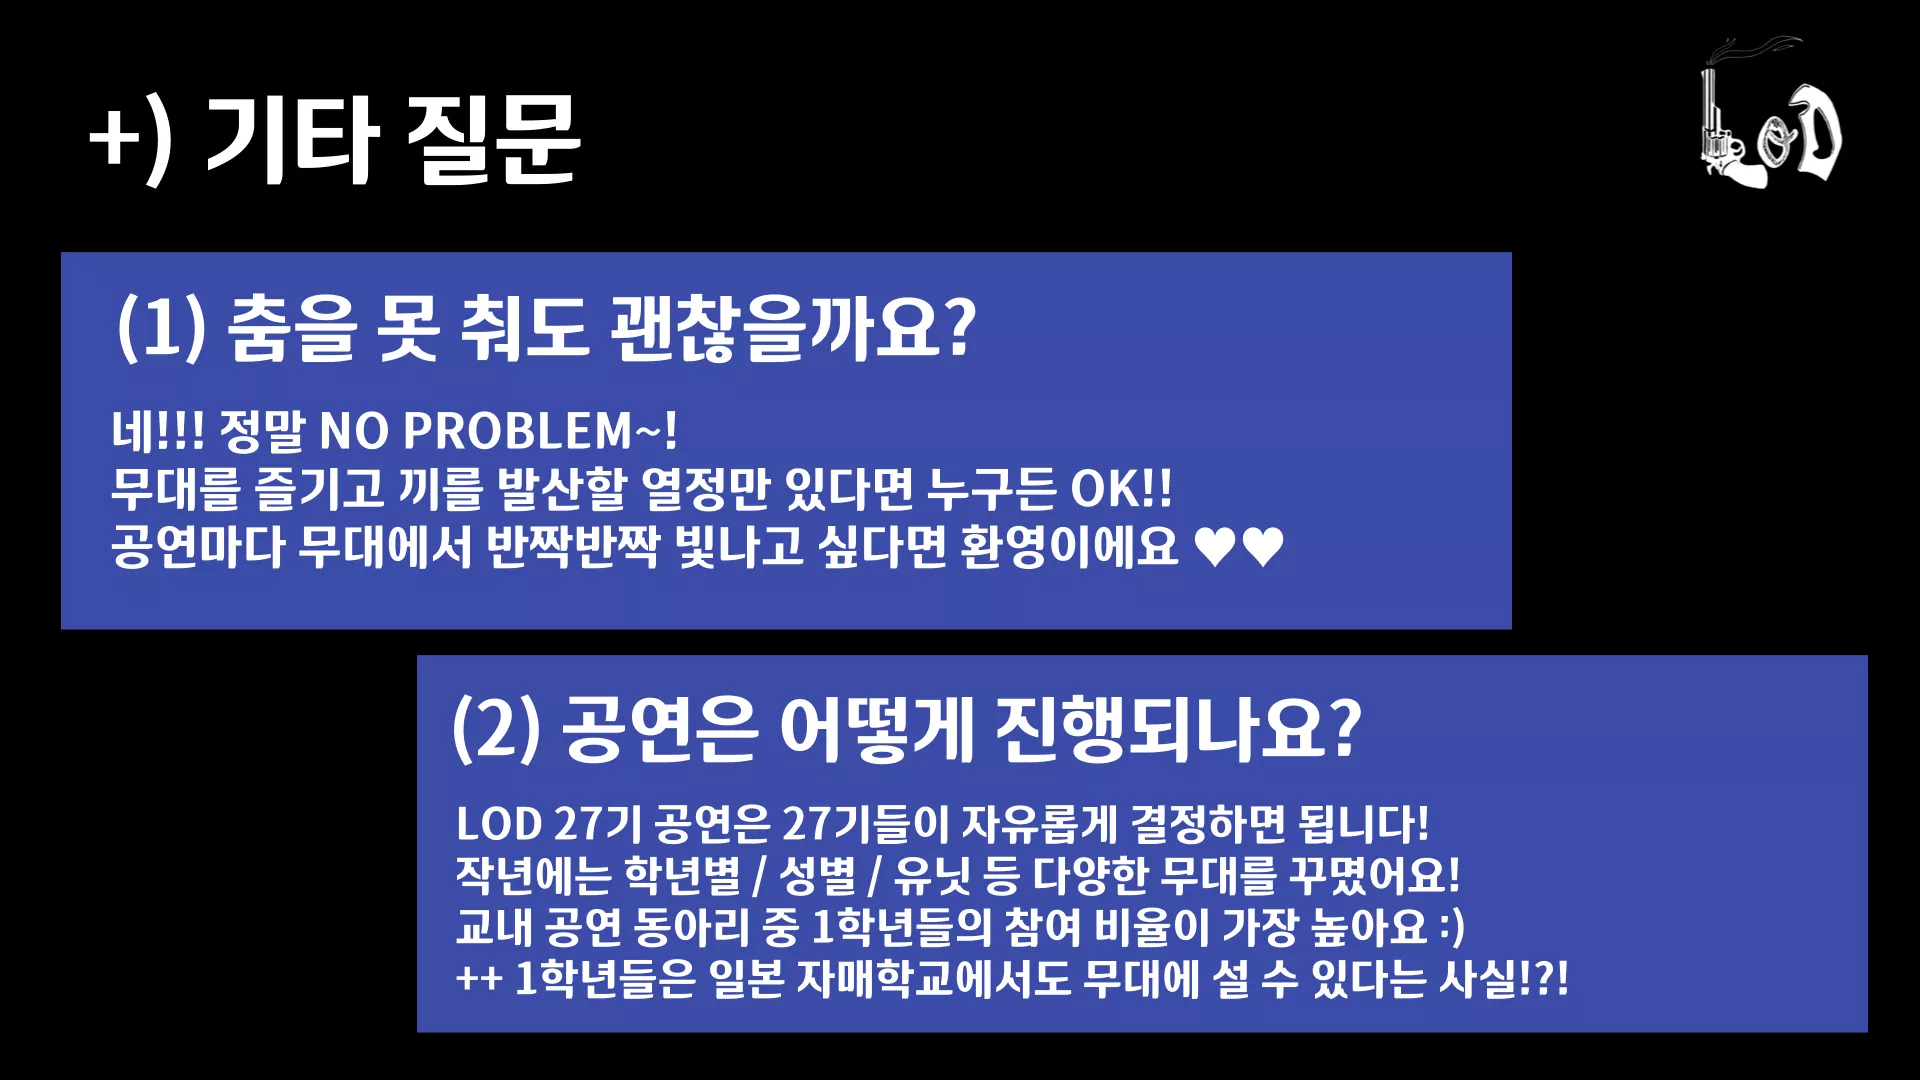 +) 기타 질문
LOD
(1) 춤을 못 춰도 괜찮을까요?
네!!! 정말 NO PROBLEM~!
무대를 즐기고 끼를 발산할 열정만 있다면 누구든 OK!!
공연마다 무대에서 반짝반짝 빛나고 싶다면 환영이에요 ♥♥
(2) 공연은 어떻게 진행되나요?
LOD 27기 공연은 27기들이 자유롭게 결정하면 됩니다!
작년에는 학년별 / 성별 / 유닛 등 다양한 무대를 꾸몄어요!
교내 공연 동아리 중 1학년들의 참여 비율이 가장 높아요 :)
++ 1학년들은 일본 자매학교에서도 무대에 설 수 있다는 사실!?!